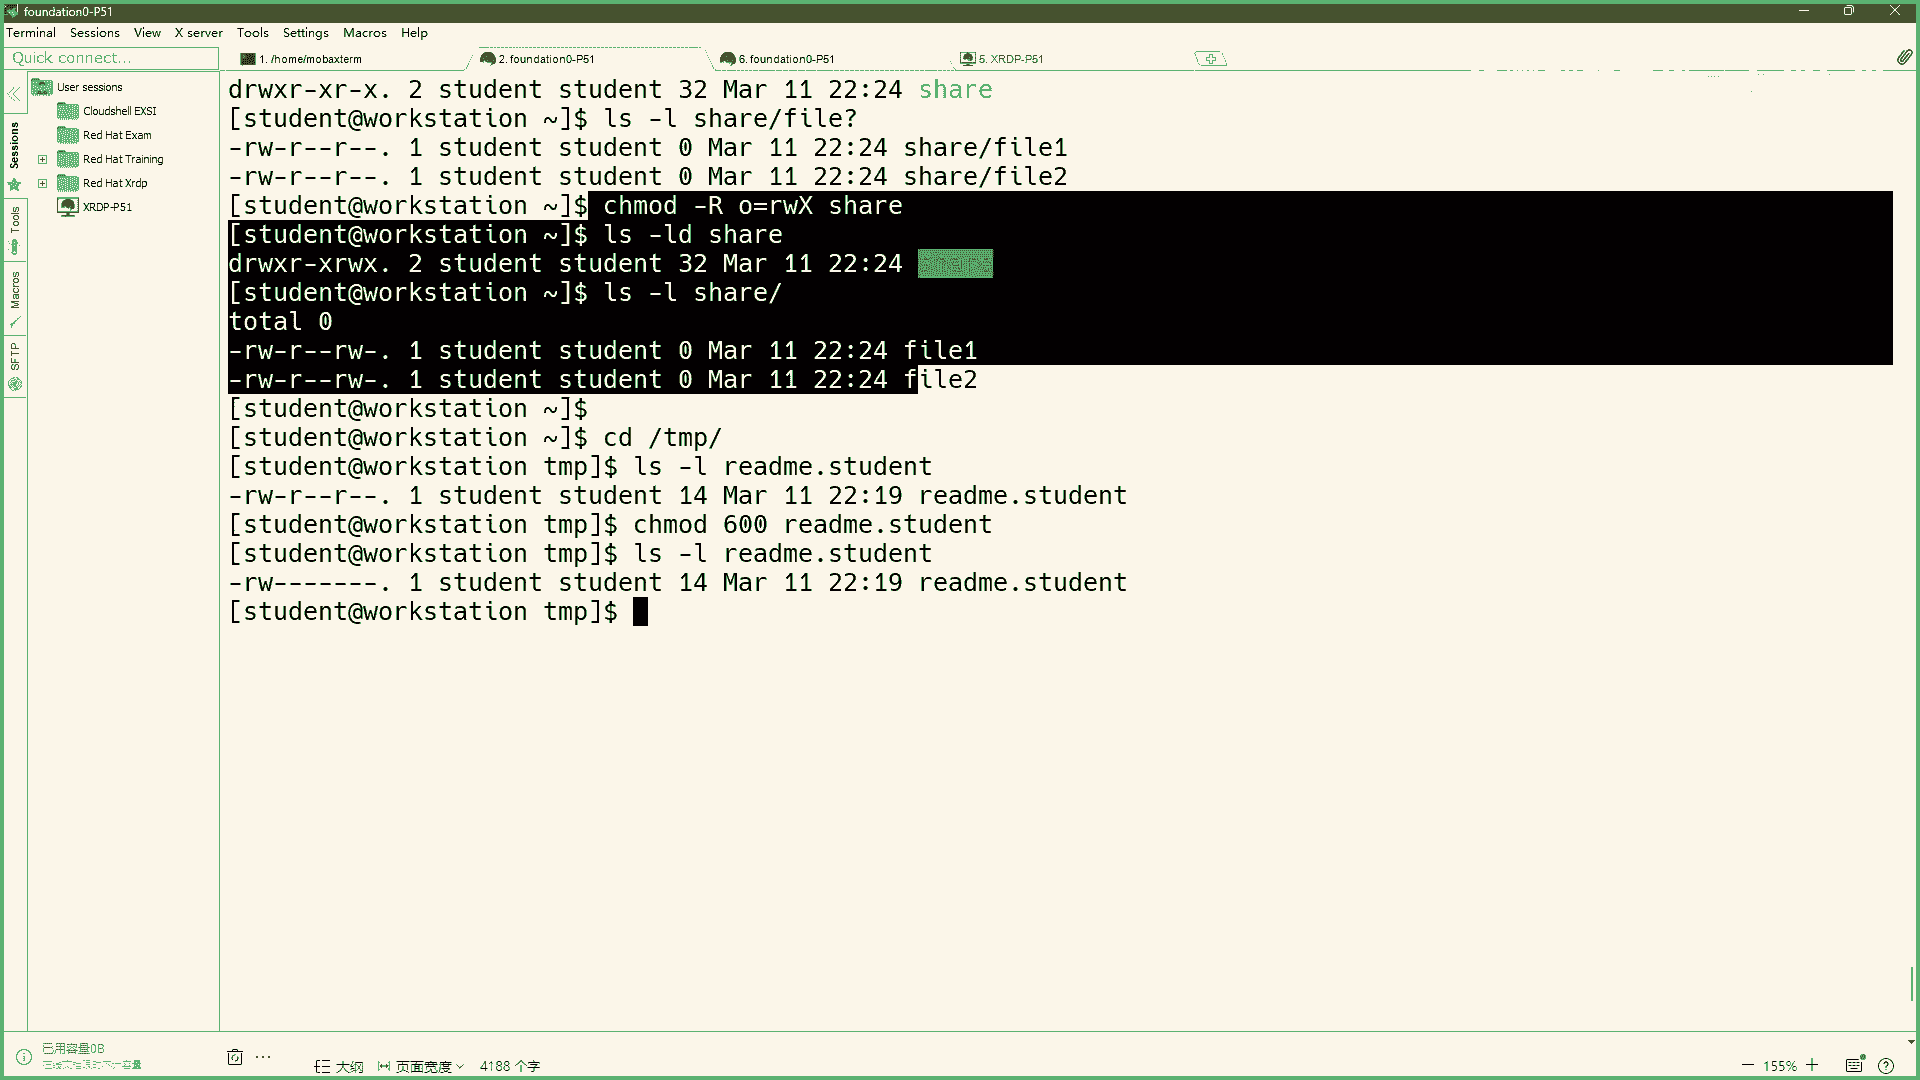 foundation0-P51
Terminal Sessions View X server Tools Settings Macros Help
Quick connect...
1. /home/mobaxterm
2. foundation0-P51
6. foundation0-P51
5. XRDP-P51
User sessions
Cloudshell EXSI
Red Hat Exam
Red Hat Training
Red Hat Xrdp
XRDP-P51
Sessions
Tools
Macros
SFTP
drwxr-xr-x. 2 student student 32 Mar 11 22:24 share
[student@workstation ~]$ ls -l share/file?
-rw-r--r--. 1 student student 0 Mar 11 22:24 share/file1
-rw-r--r--. 1 student student 0 Mar 11 22:24 share/file2
[student@workstation ~]$ chmod -R o=rwX share
[student@workstation ~]$ ls -ld share
drwxr-xrwx. 2 student student 32 Mar 11 22:24
[student@workstation ~]$ ls -l share/
total 0
-rw-r--rw-. 1 student student 0 Mar 11 22:24 file1
-rw-r--rw-. 1 student student 0 Mar 11 22:24 file2
[student@workstation ~]$
[student@workstation ~]$ cd /tmp/
[student@workstation tmp]$ ls -l readme.student
-rw-r--r--. 1 student student 14 Mar 11 22:19 readme.student
[student@workstation tmp]$ chmod 600 readme.student
[student@workstation tmp]$ ls -l readme.student
-rw-------. 1 student student 14 Mar 11 22:19 readme.student
[student@workstation tmp]$
已用容量0B
大纲 页面宽度 4188 个字
155%